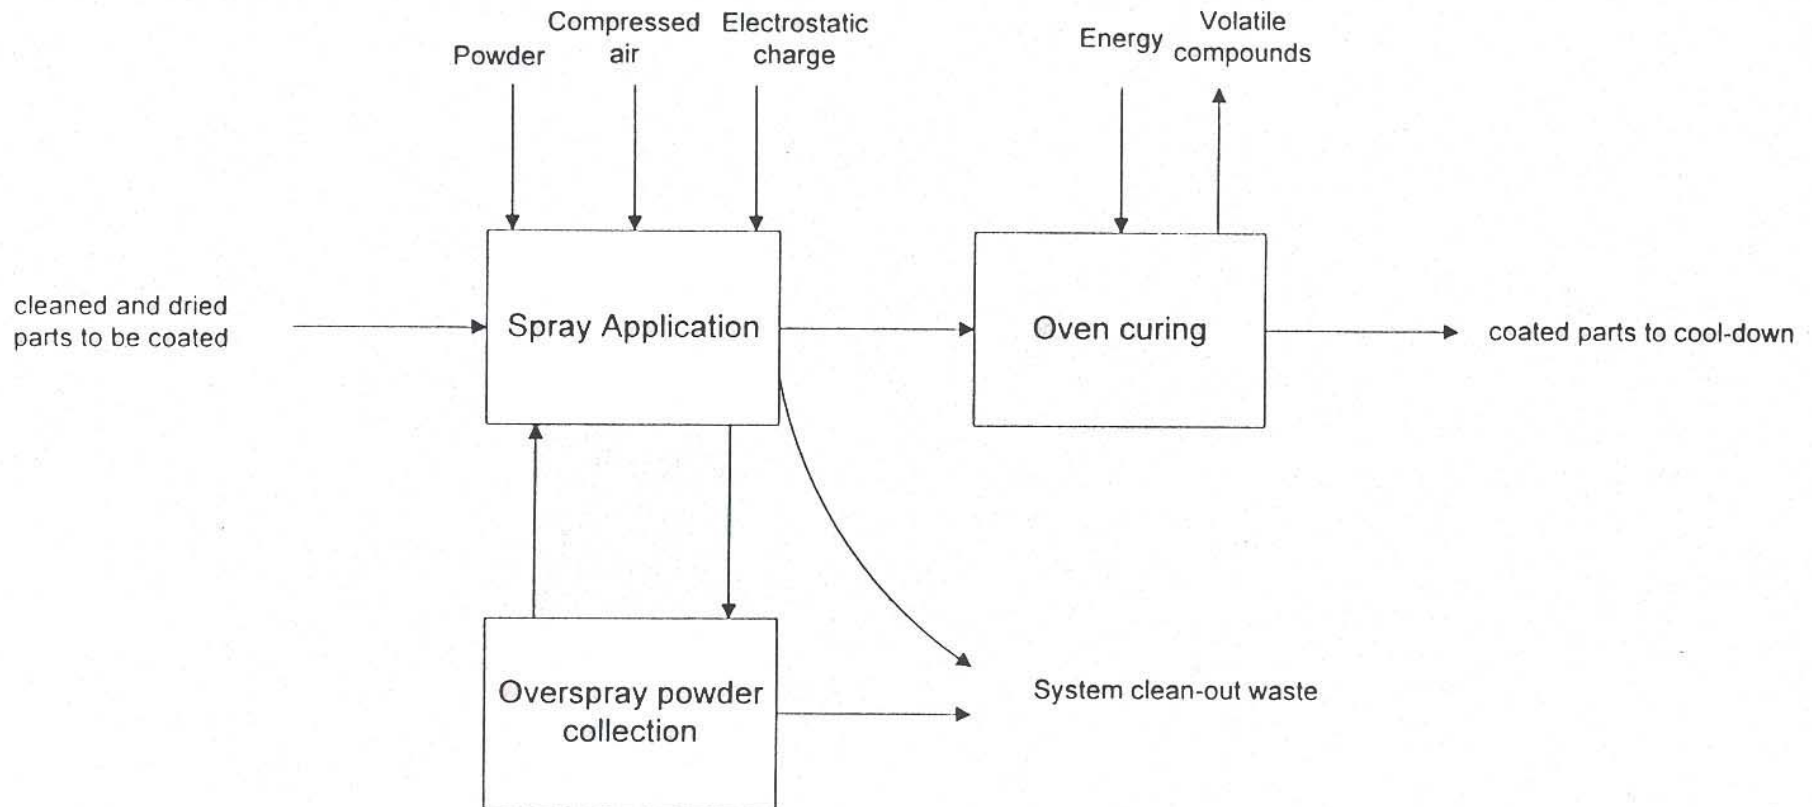 Powder
Compressed
air
Electrostatic
charge
Energy
Volatile
compounds
cleaned and dried
parts to be coated
Spray Application
Oven curing
coated parts to cool-down
Overspray powder
collection
System clean-out waste